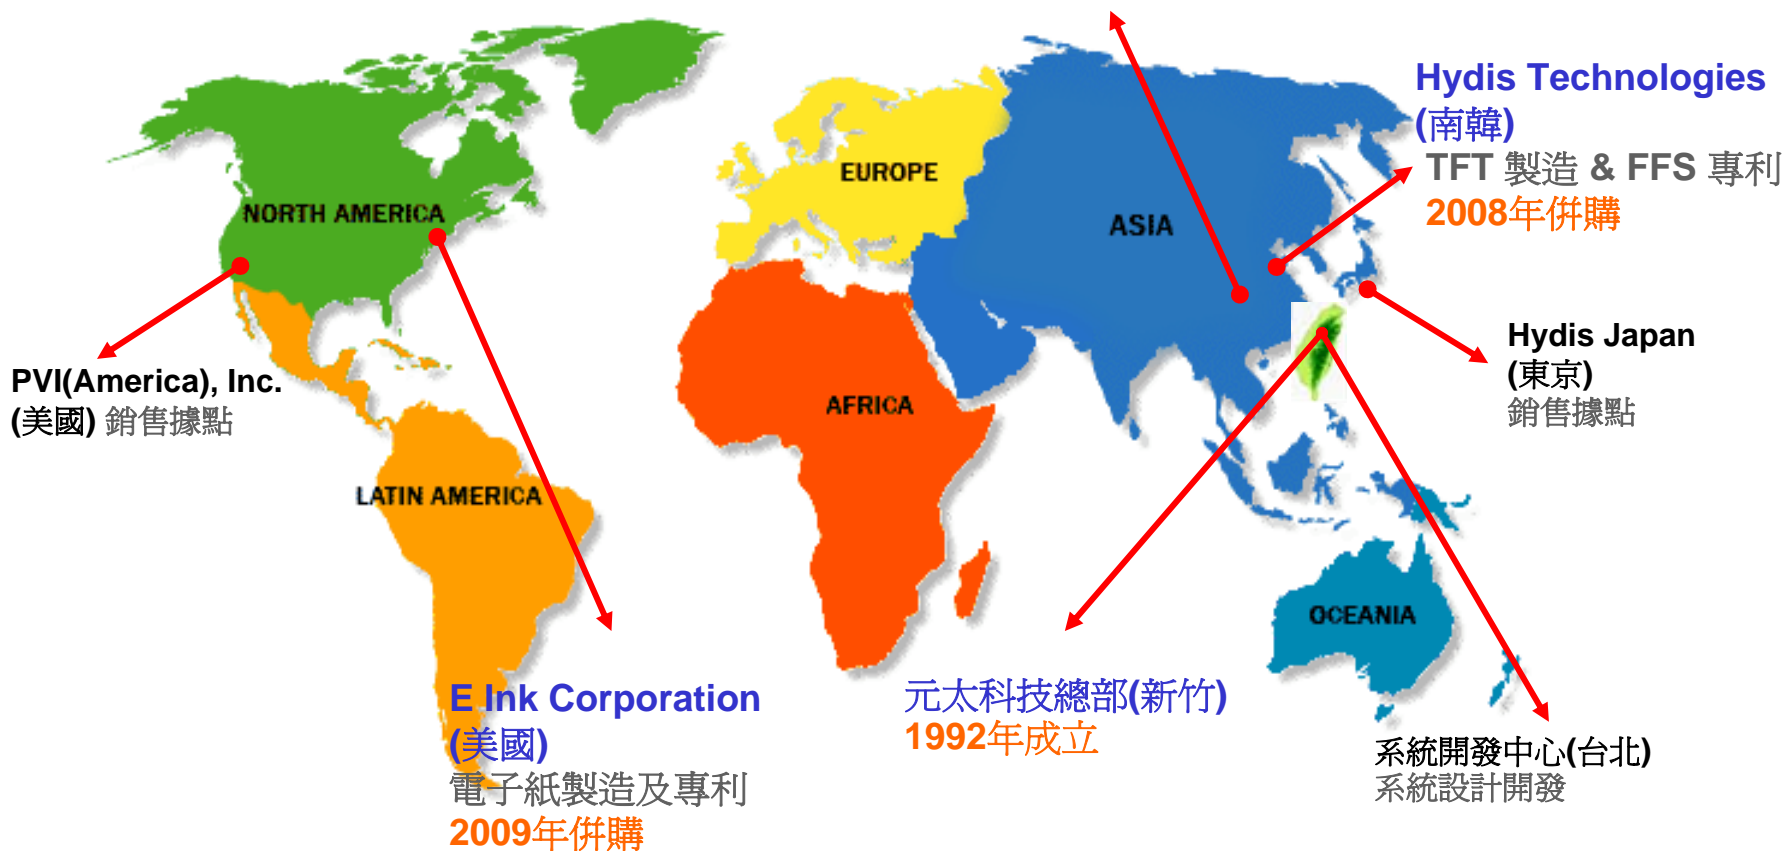 Hydis Technologies
(南韓)
TFT 製造 & FFS 專利
2008年併購
EUROPE
NORTH AMERICA
ASIA
Hydis Japan
(東京)
銷售據點
PVI(America), Inc.
(美國) 銷售據點
AFRICA
LATIN AMERICA
OCEANIA
E Ink Corporation
(美國)
電子紙製造及專利
2009年併購
元太科技總部(新竹)
1992年成立
系統開發中心(台北)
系統設計開發